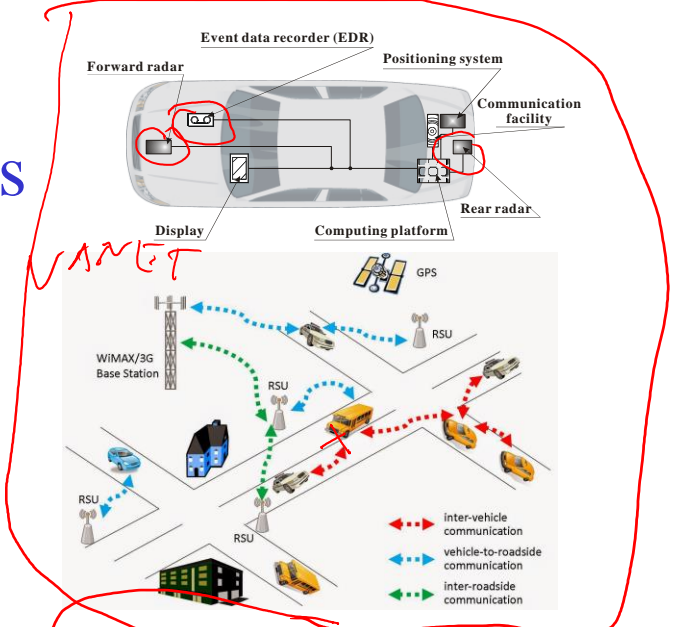 Event data recorder (EDR)
Positioning system
Forward radar
Communication
facility
S
Rear radar
Display
Computing platform
VANET
GPS
RSU
WiMAX/3G
Base Station
RSU
RSU
RSU
inter-vehicle
communication
vehicle-to-roadside
communication
inter-roadside
communication